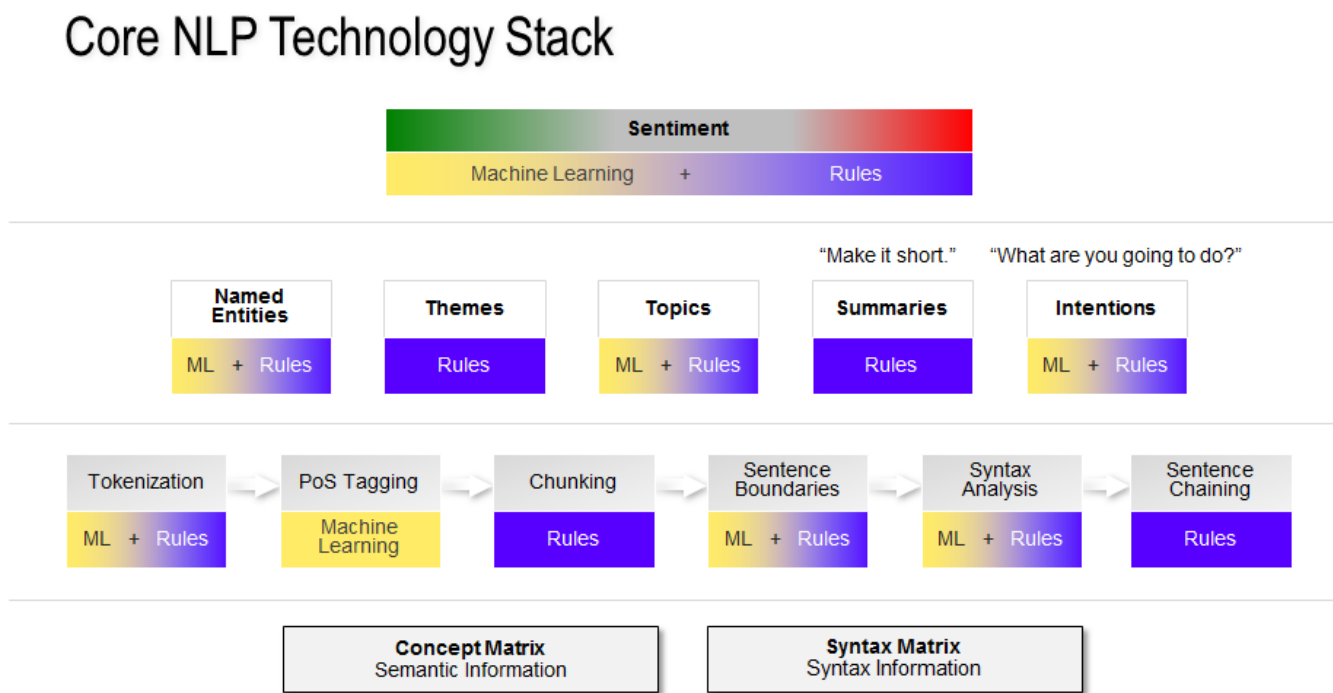 Core NLP Technology Stack
Sentiment
Machine Learning + Rules
“Make it short.” “What are you going to do?”
Named
Entities
Themes
Topics
Summaries
Intentions
ML + Rules
Rules
ML + Rules
Rules
ML + Rules
Tokenization
PoS Tagging
Chunking
Sentence
Boundaries
Syntax
Analysis
Sentence
Chaining
ML + Rules
Machine
Learning
Rules
ML + Rules
ML + Rules
Rules
Concept Matrix
Semantic Information
Syntax Matrix
Syntax Information